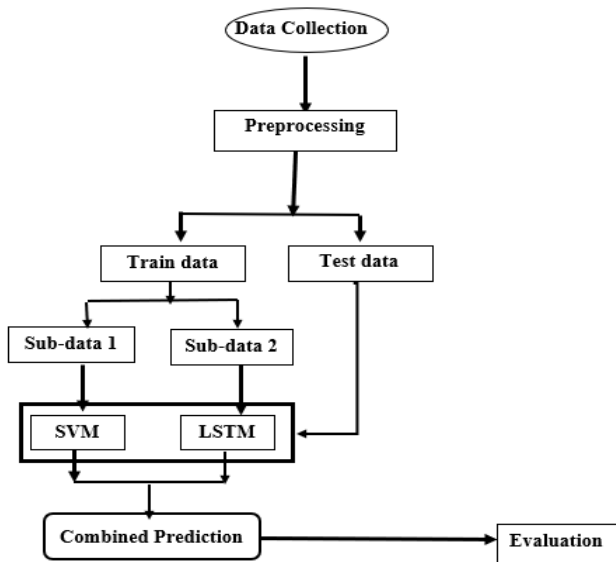 Data Collection
Preprocessing
Train data
Test data
Sub-data 1
Sub-data 2
SVM
LSTM
Combined Prediction
Evaluation